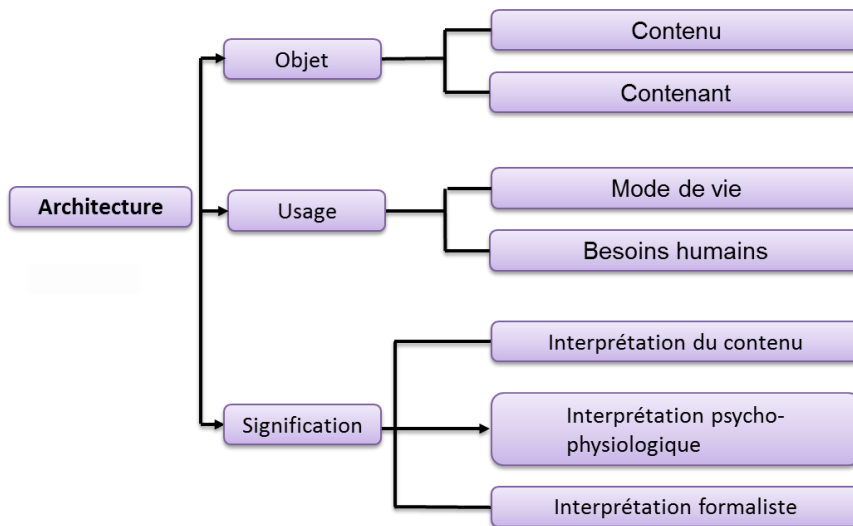 Architecture
Objet
Contenu
Contenant
Usage
Mode de vie
Besoins humains
Signification
Interprétation du contenu
Interprétation psycho-
physiologique
Interprétation formaliste